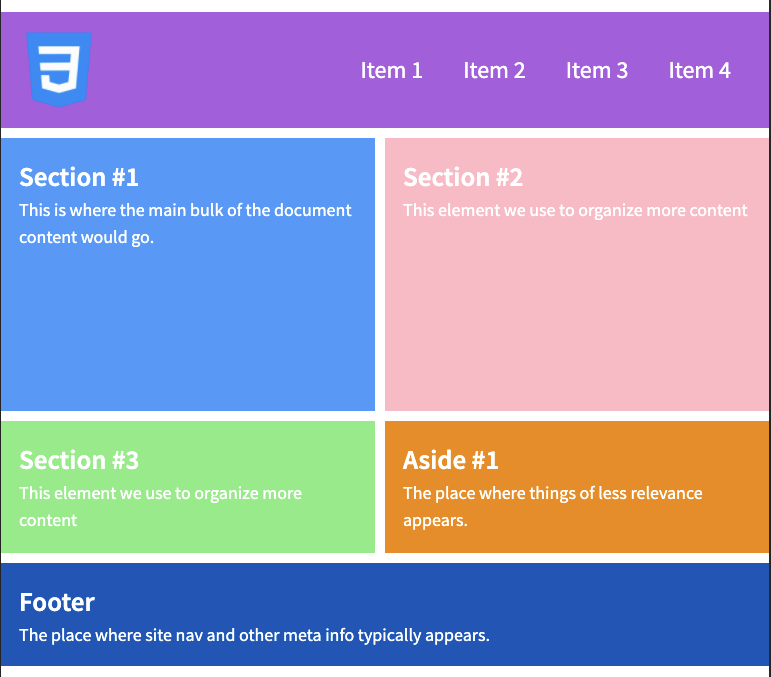 Item 1 Item 2 Item 3 Item 4
Section #1
This is where the main bulk of the document
content would go.
Section #2
This element we use to organize more content
Section #3
This element we use to organize more
content
Aside #1
The place where things of less relevance
appears.
Footer
The place where site nav and other meta info typically appears.